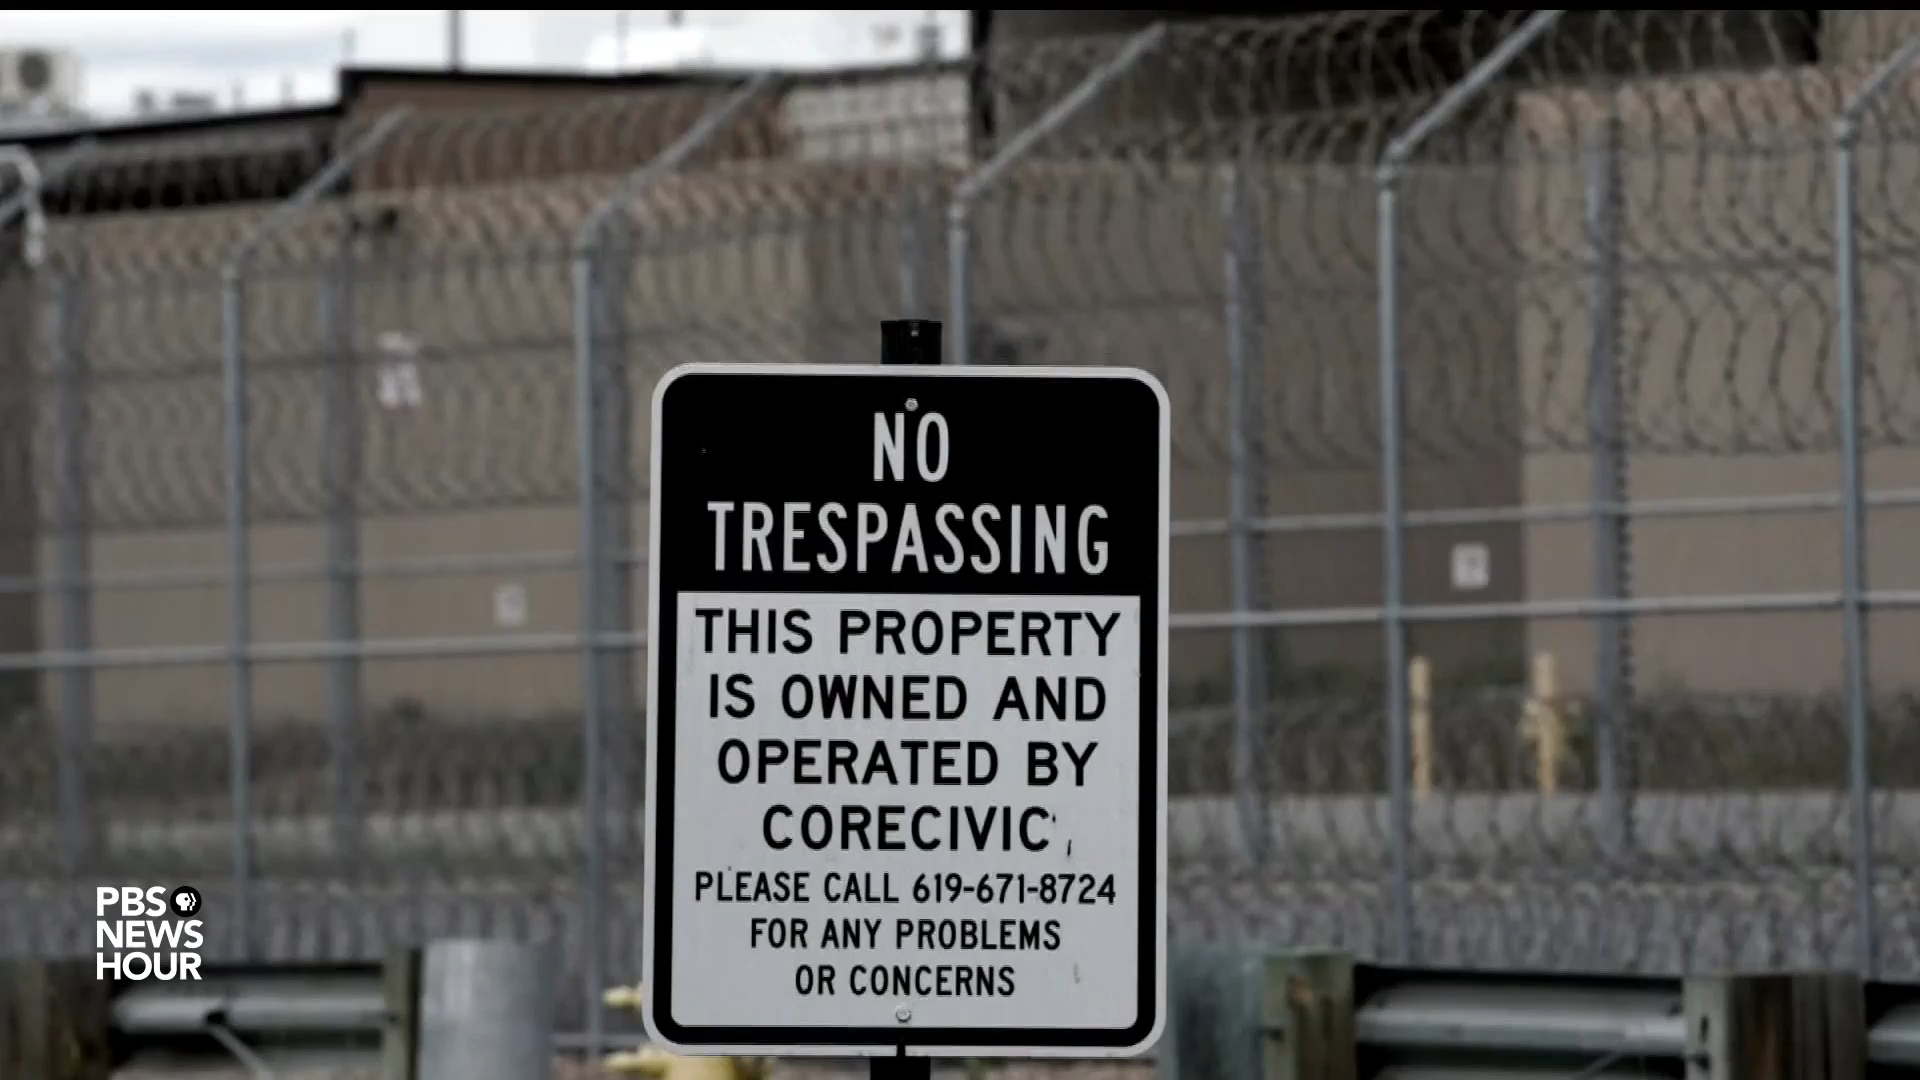 NO
TRESPASSING
THIS PROPERTY
IS OWNED AND
OPERATED BY
CORECIVIC
PLEASE CALL 619-671-8724
FOR ANY PROBLEMS
OR CONCERNS
PBS
NEWS
HOUR